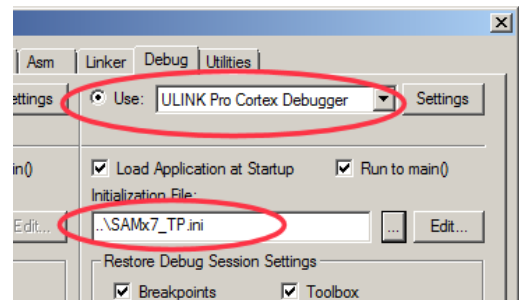 Asm Linker Debug Utilities
ettings Use: ULINK Pro Cortex Debugger Settings
in() Load Application at Startup Run to main()
Initialization File:
Edit... ..\SAMx7_TP.ini ... Edit...
Restore Debug Session Settings
Breakpoints Toolbox